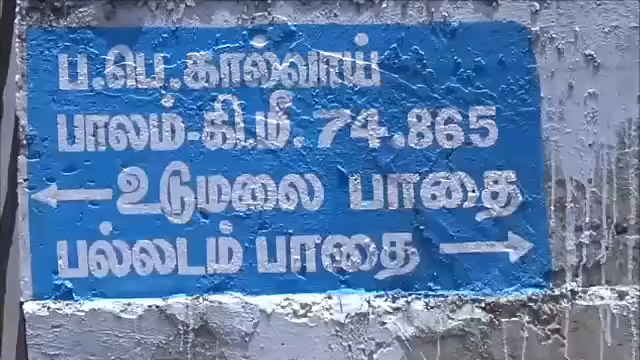 ப.பெ.கால்வாய்
பாலம்-கி.மீ.74.865
← உடுமலை பாதை
பல்லடம் பாதை →